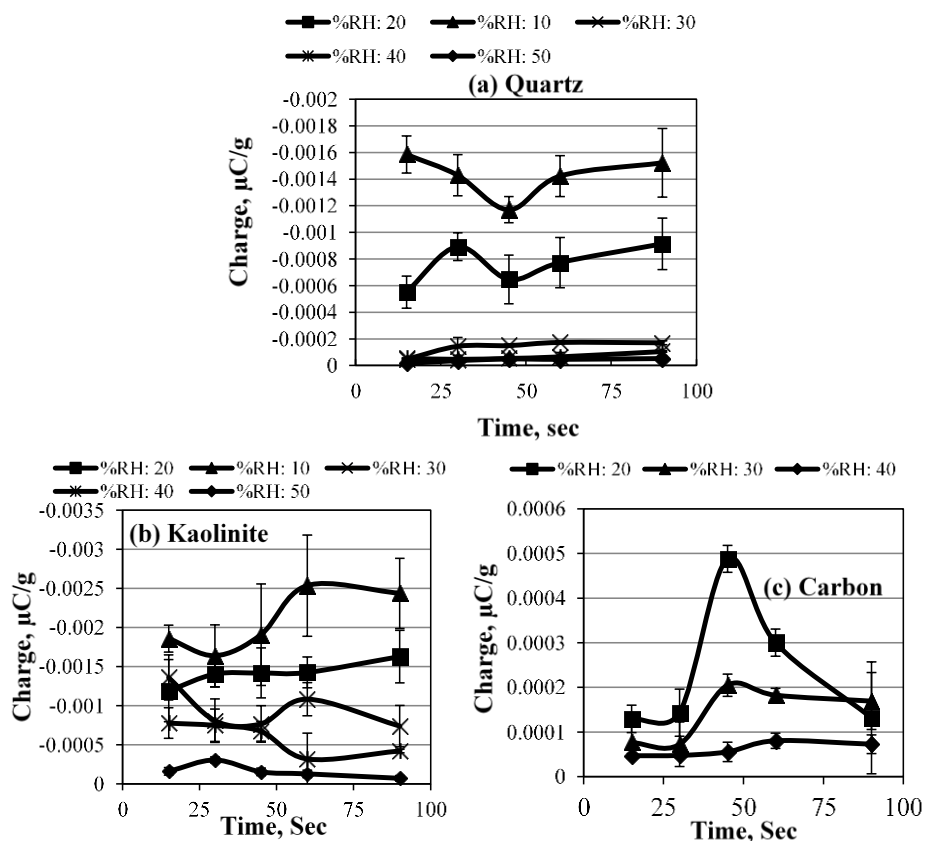 %RH: 20 %RH: 10 %RH: 30
%RH: 40 %RH: 50
(a) Quartz
-0.002
-0.0018
-0.0016
-0.0014
-0.0012
-0.001
-0.0008
-0.0006
-0.0004
-0.0002
0
0 25 50 75 100
Charge, µC/g
Time, sec
%RH: 20 %RH: 10 %RH: 30
%RH: 40 %RH: 50
(b) Kaolinite
-0.0035
-0.003
-0.0025
-0.002
-0.0015
-0.001
-0.0005
0
0 25 50 75 100
Charge, µC/g
Time, Sec
%RH: 20 %RH: 30 %RH: 40
(c) Carbon
0.0006
0.0005
0.0004
0.0003
0.0002
0.0001
0
0 25 50 75 100
Charge, µC/g
Time, Sec